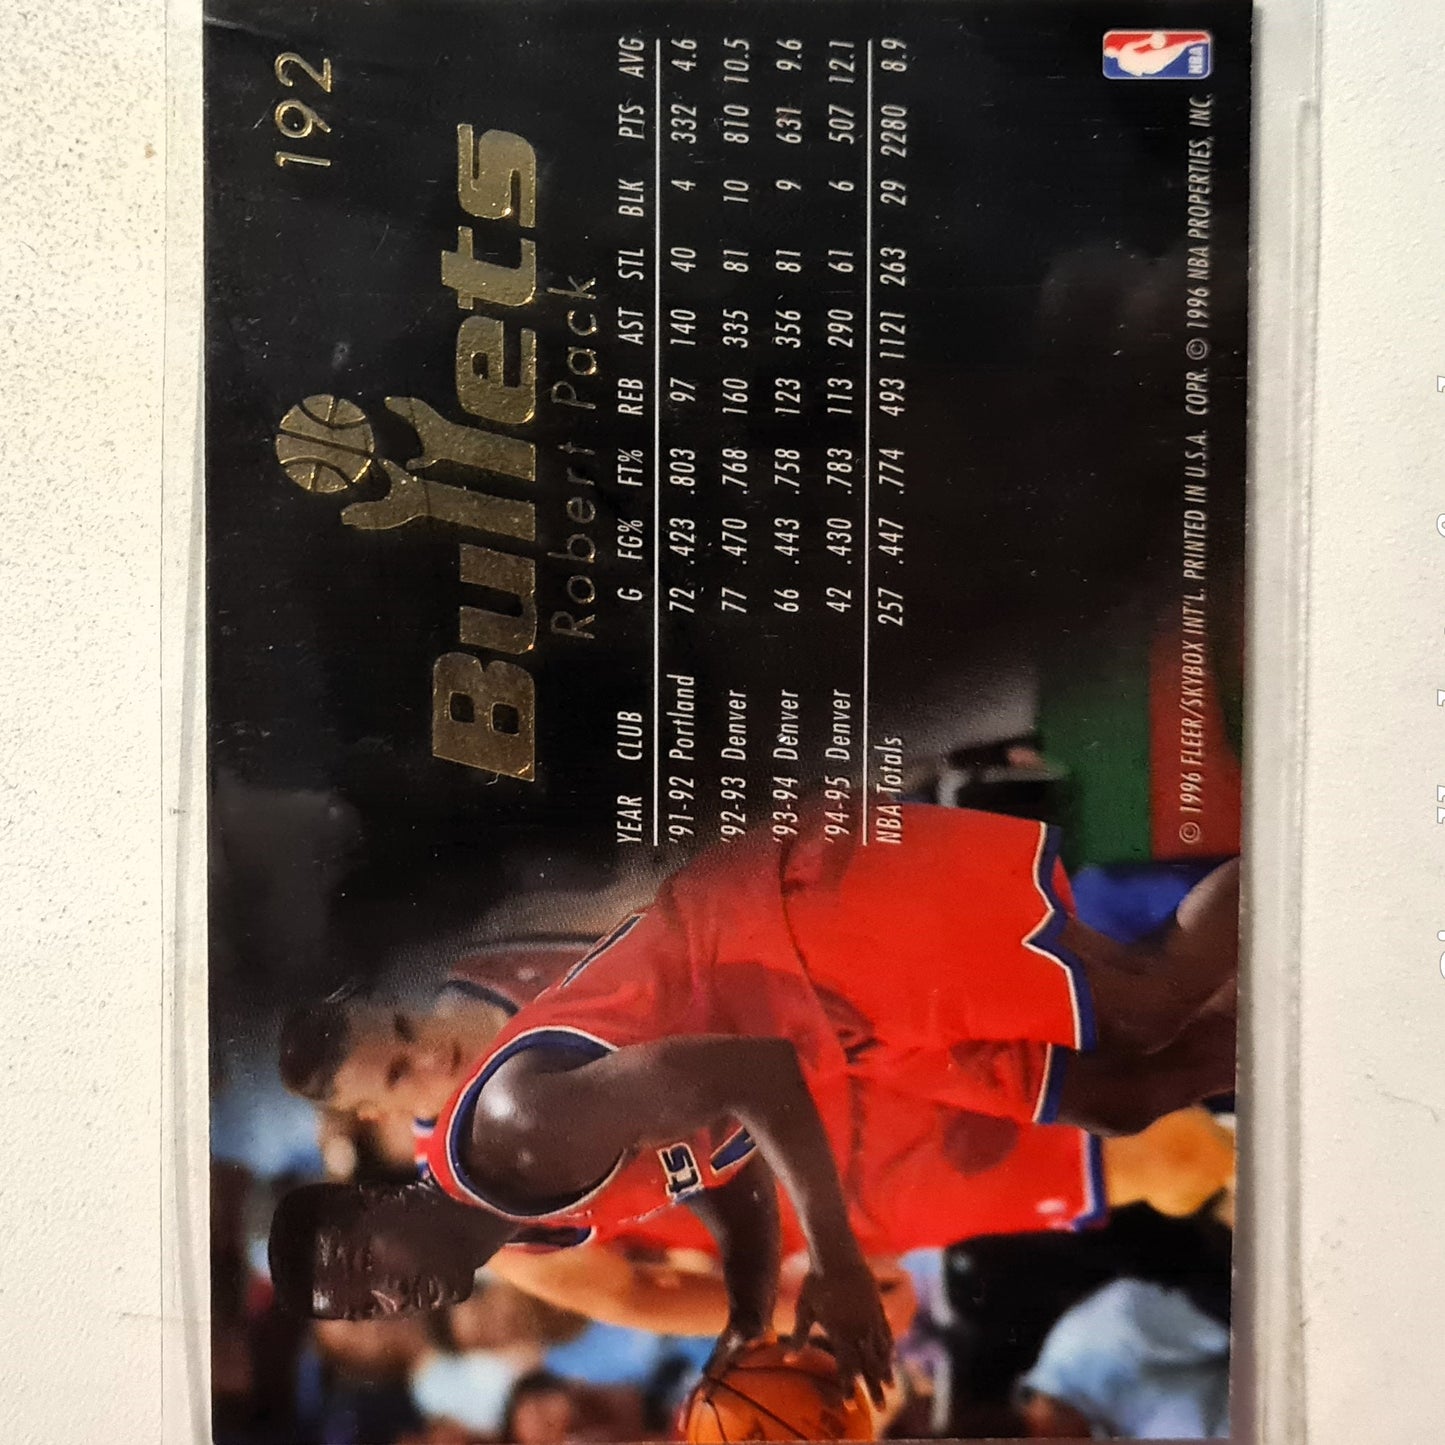 192
Bullets
Robert Pack
YEAR CLUB G FG% FT% REB AST STL BLK PTS AVG
'91-92 Portland 72 .423 .803 97 140 40 4 332 4.6
'92-93 Denver 77 .470 .768 160 335 81 10 810 10.5
'93-94 Denver 66 .443 .758 123 356 81 9 631 9.6
'94-95 Denver 42 .430 .783 113 290 61 6 507 12.1
NBA Totals 257 .447 .774 493 1121 263 29 2280 8.9
© 1996 FLEER/SKYBOX INT'L. PRINTED IN U.S.A. COPR. © 1996 NBA PROPERTIES, INC.
NBA
ets